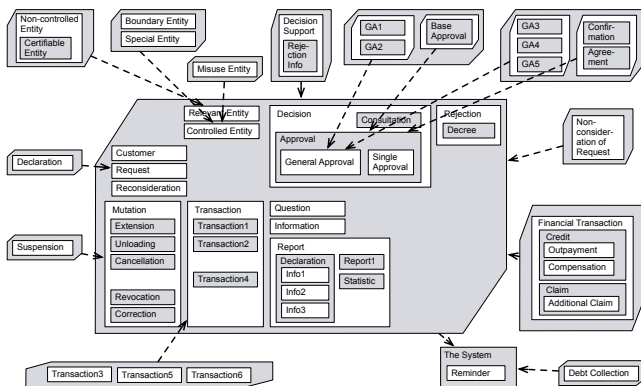 Non-controlled
Entity
Certifiable
Entity
Boundary Entity
Special Entity
Misuse Entity
Decision
Support
Rejec-
tion
Info
GA1
GA2
Base
Approval
GA3
GA4
GA5
Confir-
mation
Agree-
ment
Relevant Entity
Controlled Entity
Decision
Consultation
Approval
General Approval
Single
Approval
Rejection
Decree
Non-
consider-
ation of
Request
Declaration
Customer
Request
Reconsideration
Suspension
Mutation
Extension
Unloading
Cancellation
Revocation
Correction
Transaction
Transaction1
Transaction2
Transaction4
Question
Information
Report
Declaration
Info1
Info2
Info3
Report1
Statistic
Financial Transaction
Credit
Outpayment
Compensation
Claim
Additional Claim
Transaction3
Transaction5
Transaction6
The System
Reminder
Debt Collection